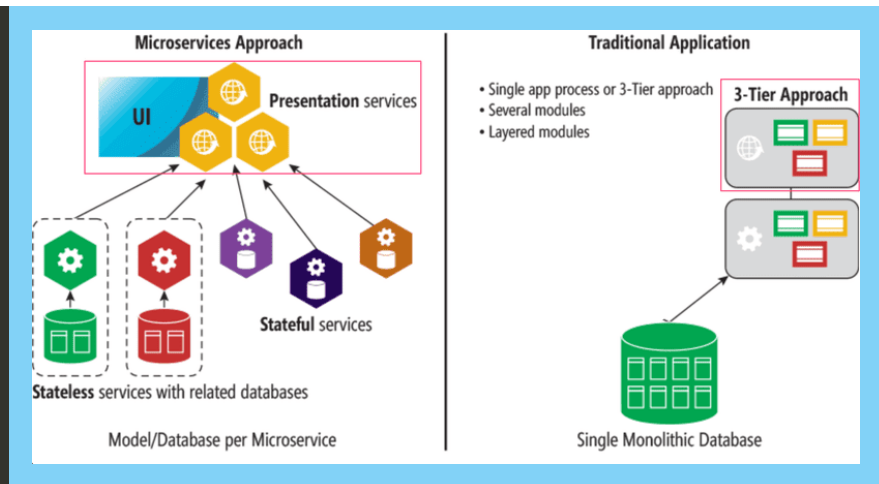 Microservices Approach
UI
Presentation services
Stateful services
Stateless services with related databases
Model/Database per Microservice
Traditional Application
• Single app process or 3-Tier approach
• Several modules
• Layered modules
3-Tier Approach
Single Monolithic Database